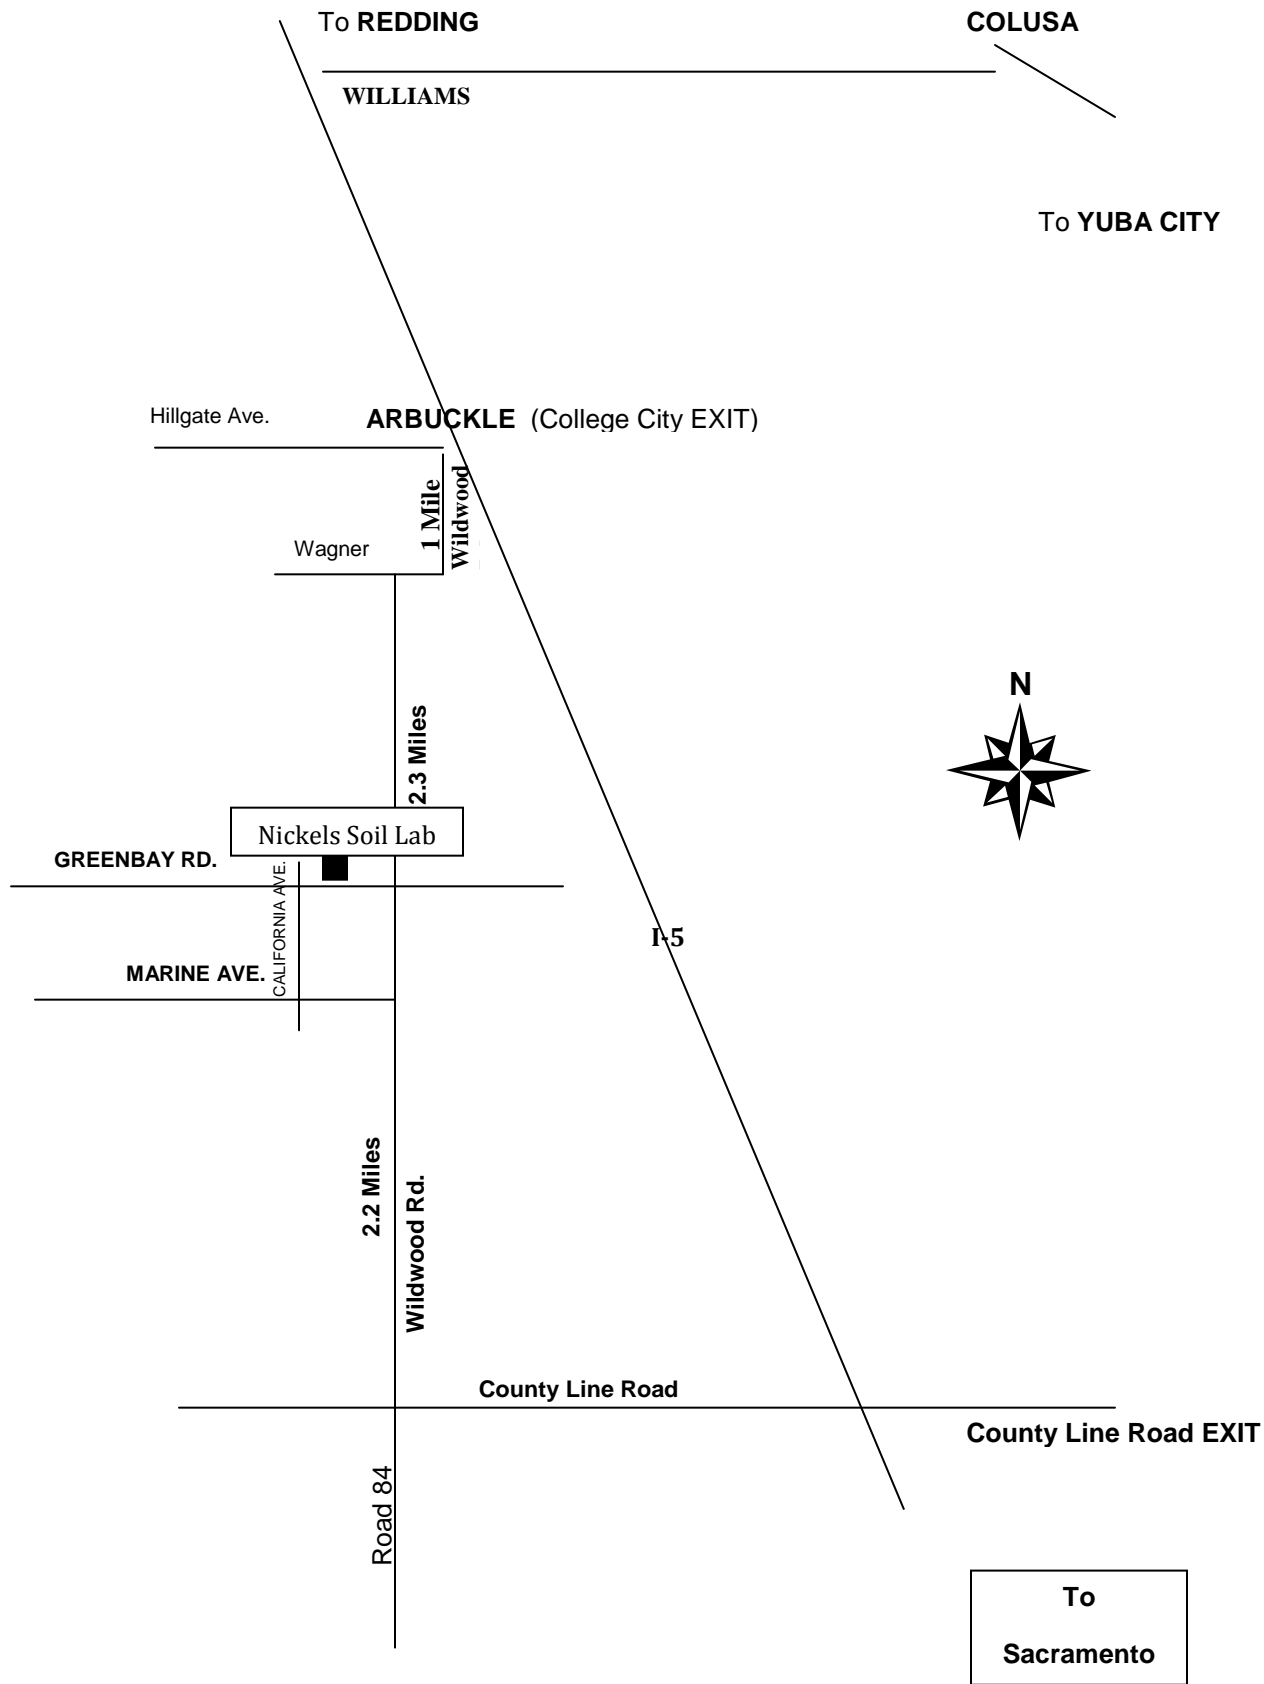 To REDDING
COLUSA
WILLIAMS
To YUBA CITY
Hillgate Ave.
ARBUCKLE (College City EXIT)
1 Mile
Wildwood
Wagner
N
2.3 Miles
Nickels Soil Lab
GREENBAY RD.
CALIFORNIA AVE.
I-5
MARINE AVE.
2.2 Miles
Wildwood Rd.
County Line Road
County Line Road EXIT
Road 84
To
Sacramento